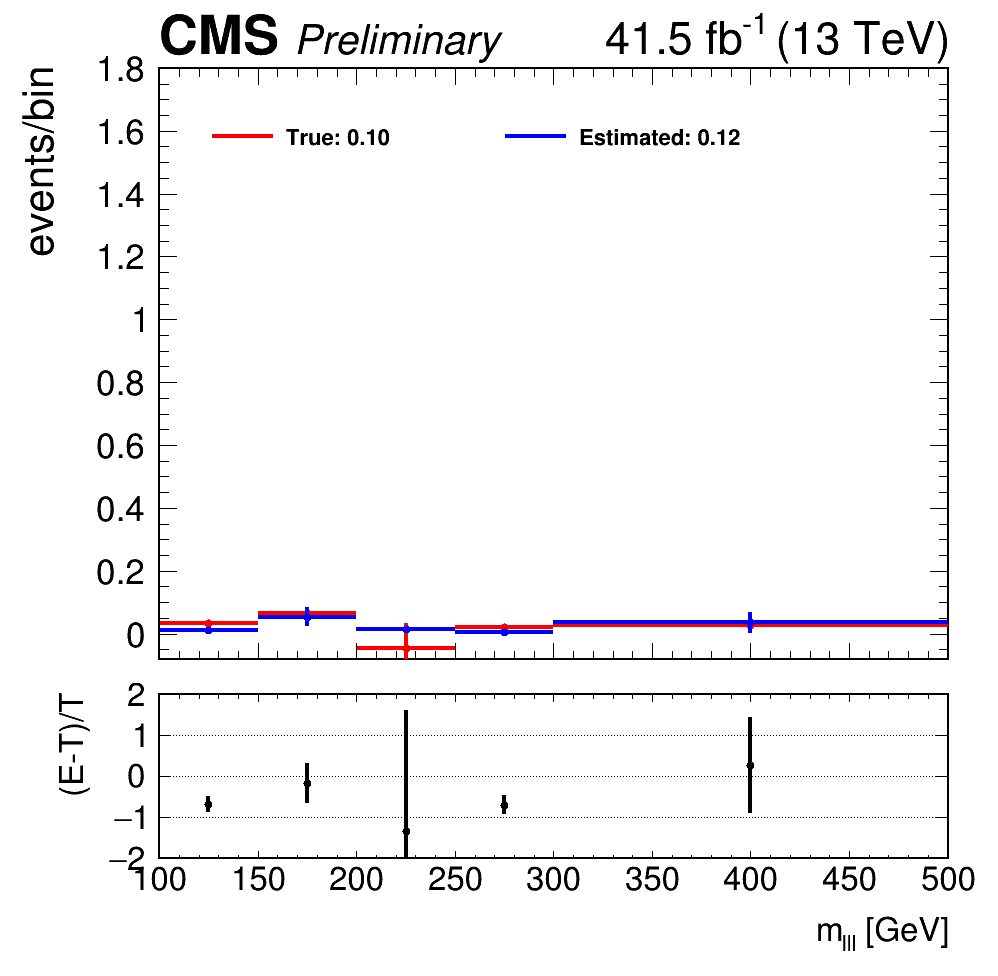 CMS Preliminary 41.5 fb⁻¹ (13 TeV)
events/bin
1.8
1.6
1.4
1.2
1
0.8
0.6
0.4
0.2
0
True: 0.10
Estimated: 0.12
(E-T)/T
2
1
0
−1
−2
100 150 200 250 300 350 400 450 500
m_lll [GeV]